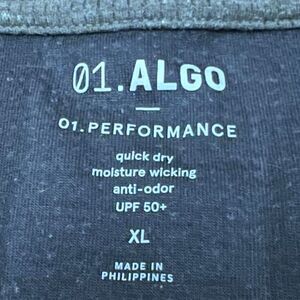 01.ALGO
01.PERFORMANCE
quick dry
moisture wicking
anti-odor
UPF 50+
XL
MADE IN
PHILIPPINES